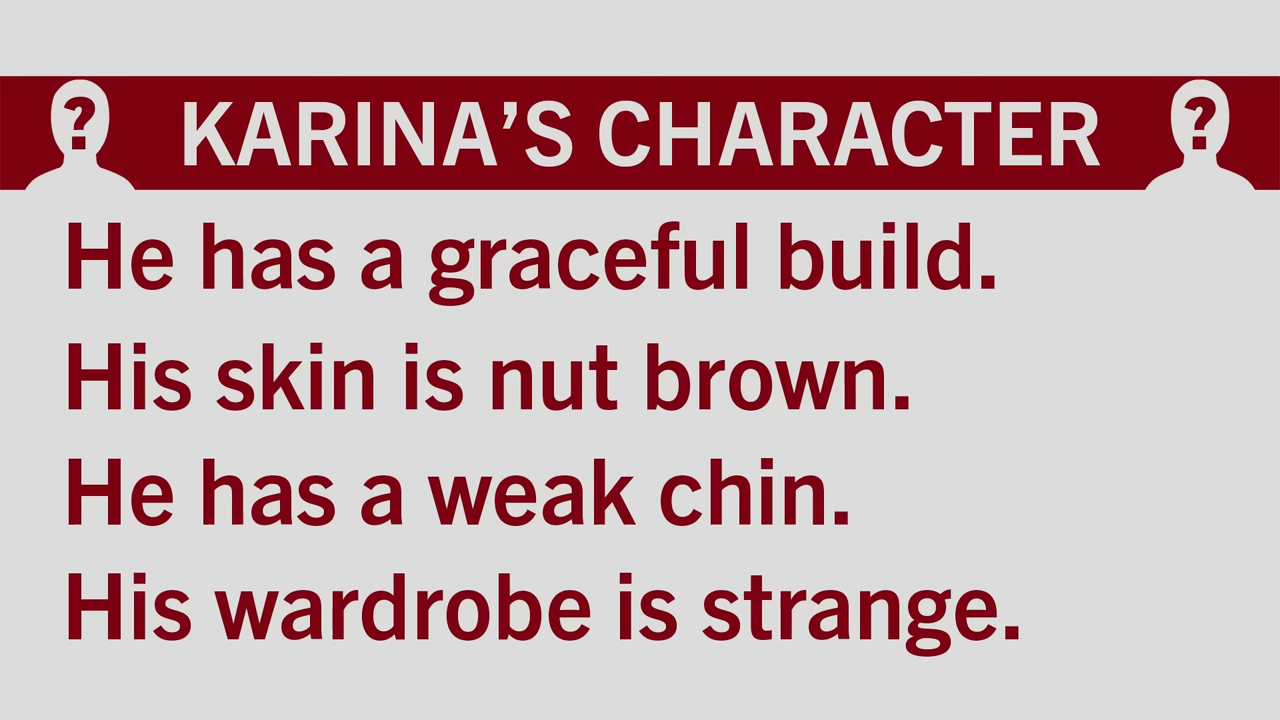 ? KARINA’S CHARACTER ?
He has a graceful build.
His skin is nut brown.
He has a weak chin.
His wardrobe is strange.